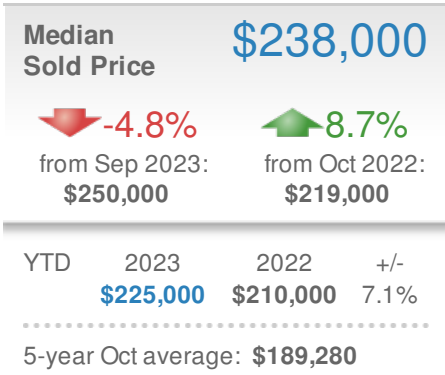 Median
Sold Price
$238,000
-4.8%
from Sep 2023:
$250,000
8.7%
from Oct 2022:
$219,000
YTD 2023 2022 +/-
$225,000 $210,000 7.1%
5-year Oct average: $189,280